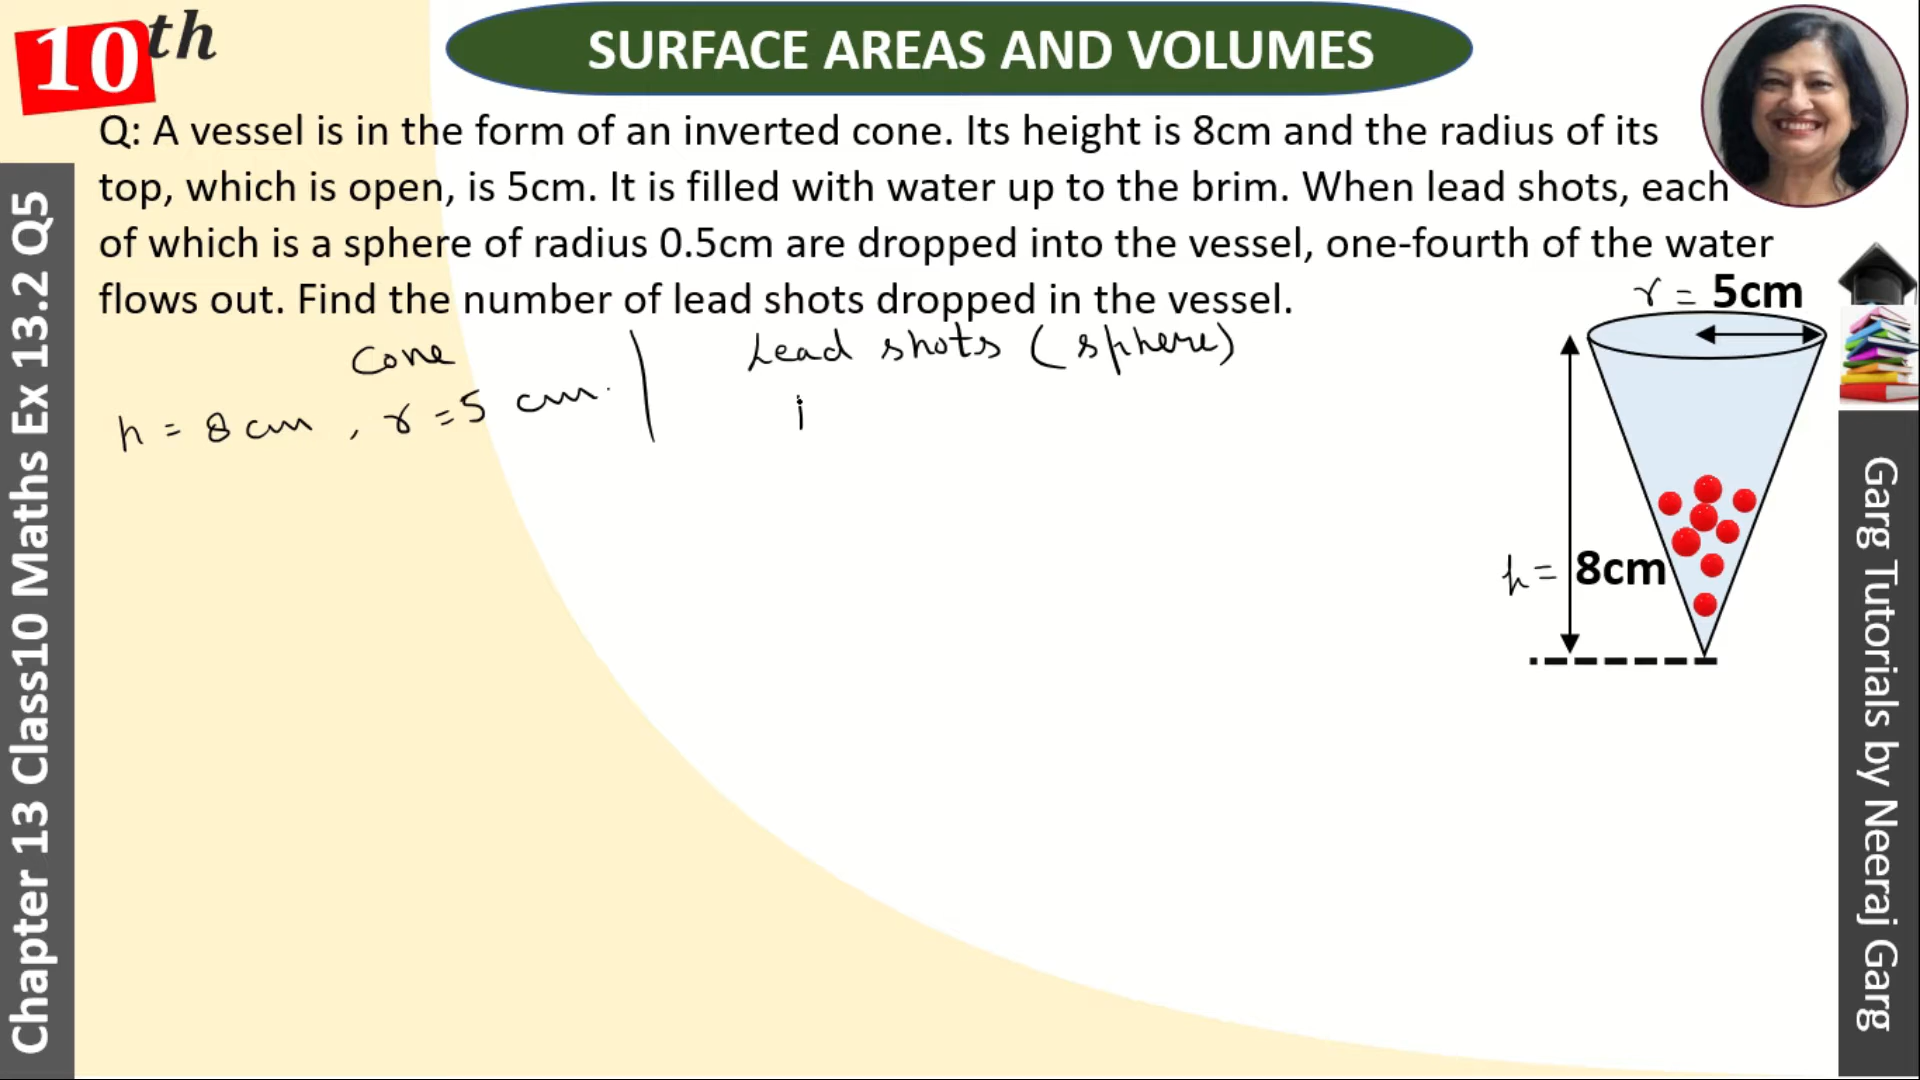 10th
SURFACE AREAS AND VOLUMES
Q: A vessel is in the form of an inverted cone. Its height is 8cm and the radius of its
top, which is open, is 5cm. It is filled with water up to the brim. When lead shots, each
of which is a sphere of radius 0.5cm are dropped into the vessel, one-fourth of the water
flows out. Find the number of lead shots dropped in the vessel.
Cone
h = 8 cm , r = 5 cm.
Lead shots (sphere)
r = 5cm
h = 8cm
Chapter 13 Class10 Maths Ex 13.2 Q5
Garg Tutorials by Neeraj Garg